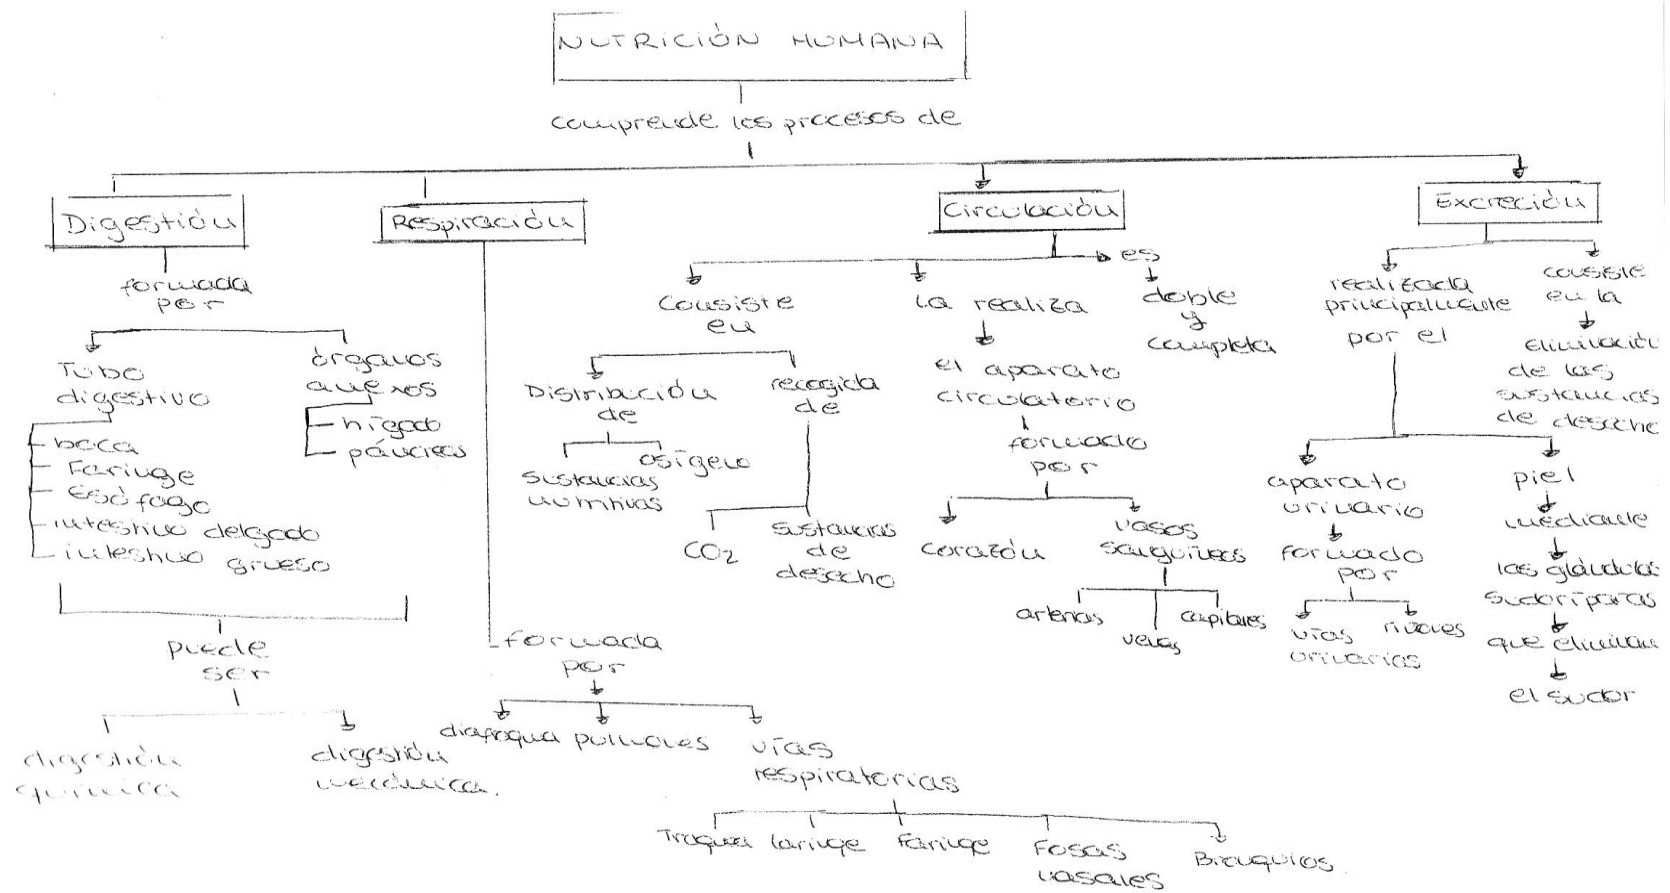 NUTRICIÓN HUMANA
comprende los procesos de
Digestión
Respiración
Circulación
Excreción
formada
por
Tubo
digestivo
boca
Faringe
Esófago
intestino delgado
intestino grueso
órganos
anexos
hígado
páncreas
puede
ser
digestión
química
digestión
mecánica.
formada
por
diafragma
pulmones
vías
respiratorias
Traquea
laringe
Faringe
Fosas
nasales
Bronquios.
Consiste
en
Distribución
de
sustancias
nutritivas
osígeno
recogida
de
CO2
sustancias
de
desecho
la realiza
el aparato
circulatorio
formado
por
corazón
vasos
sanguíneos
arterias
venas
capilares
es
doble
y
completa
realizada
principalmente
por el
aparato
urinario
formado
por
vías
urinarias
riñones
piel
mediante
las glándulas
sudoríparas
que eliminan
el sudor
consiste
en la
eliminación
de las
sustancias
de desecho